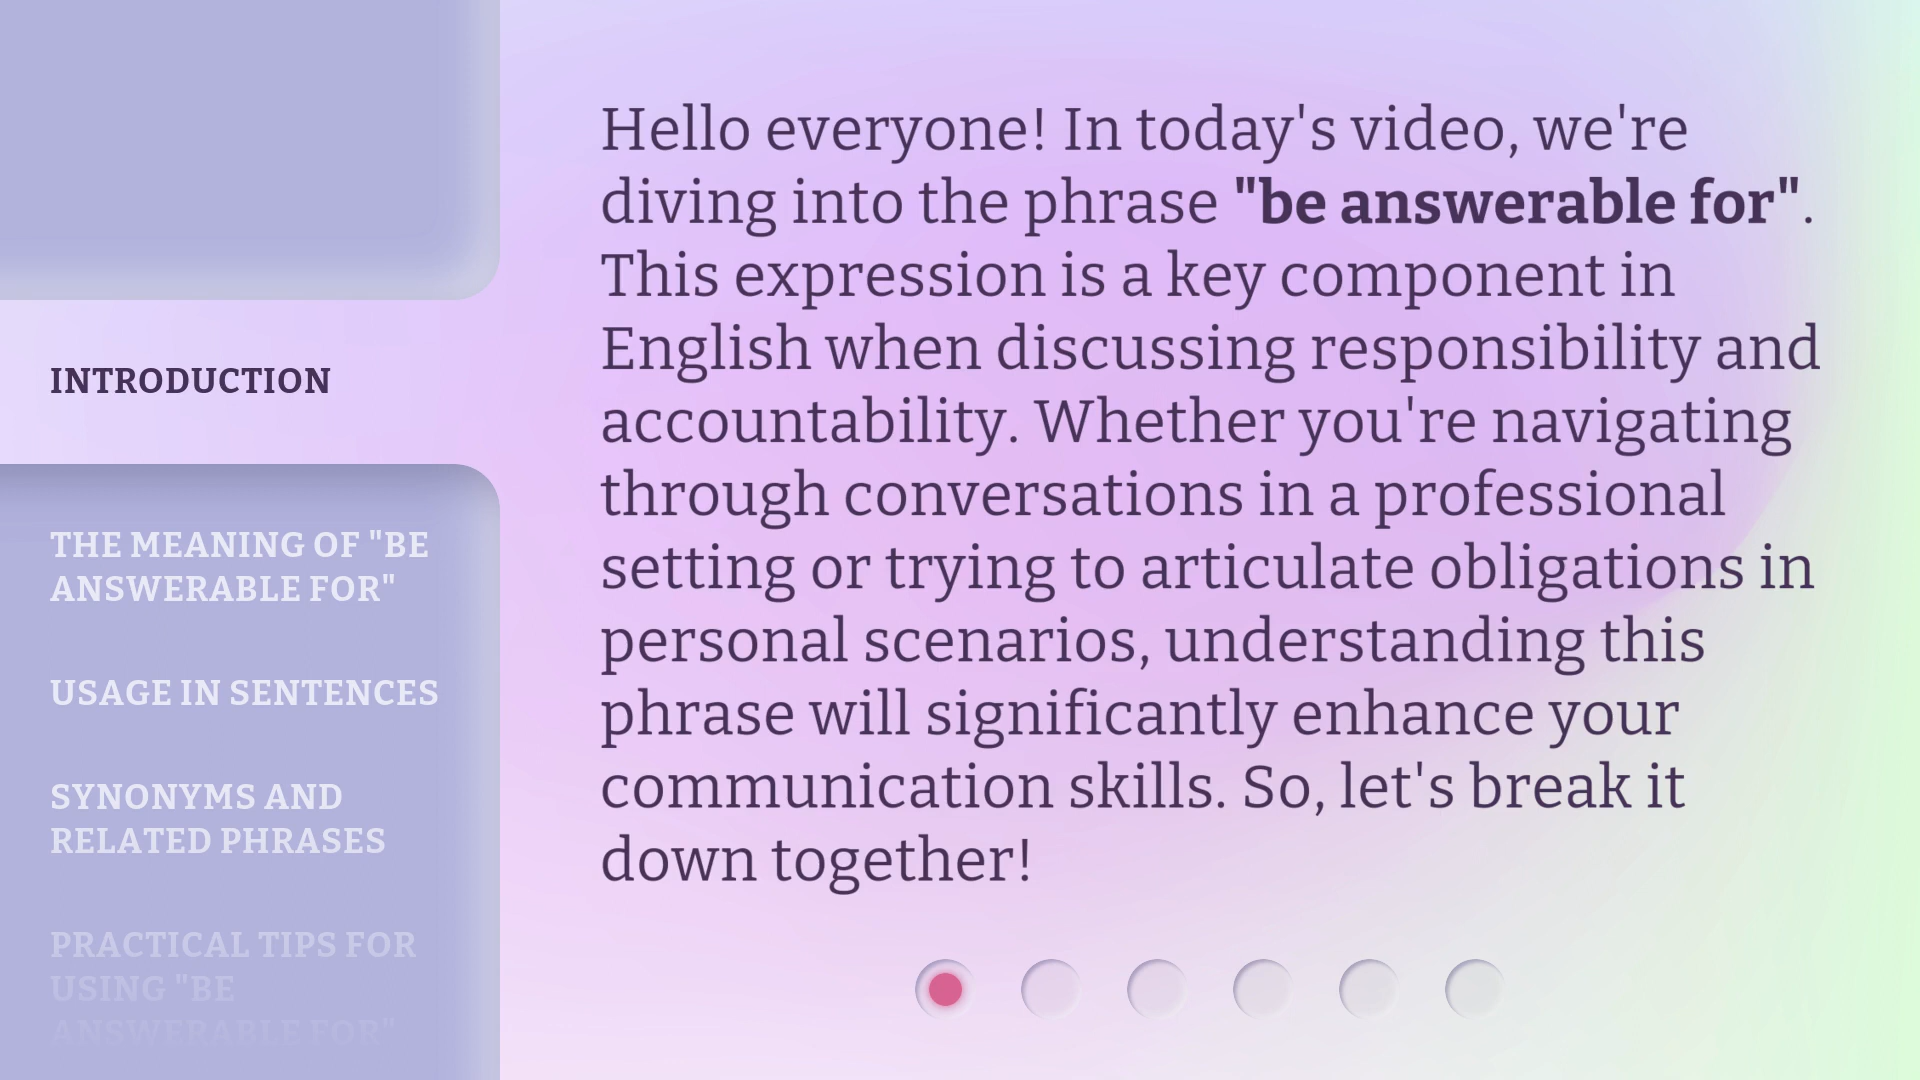 INTRODUCTION
THE MEANING OF "BE
ANSWERABLE FOR"
USAGE IN SENTENCES
SYNONYMS AND
RELATED PHRASES
PRACTICAL TIPS FOR
USING "BE
ANSWERABLE FOR"
Hello everyone! In today's video, we're
diving into the phrase "be answerable for".
This expression is a key component in
English when discussing responsibility and
accountability. Whether you're navigating
through conversations in a professional
setting or trying to articulate obligations in
personal scenarios, understanding this
phrase will significantly enhance your
communication skills. So, let's break it
down together!